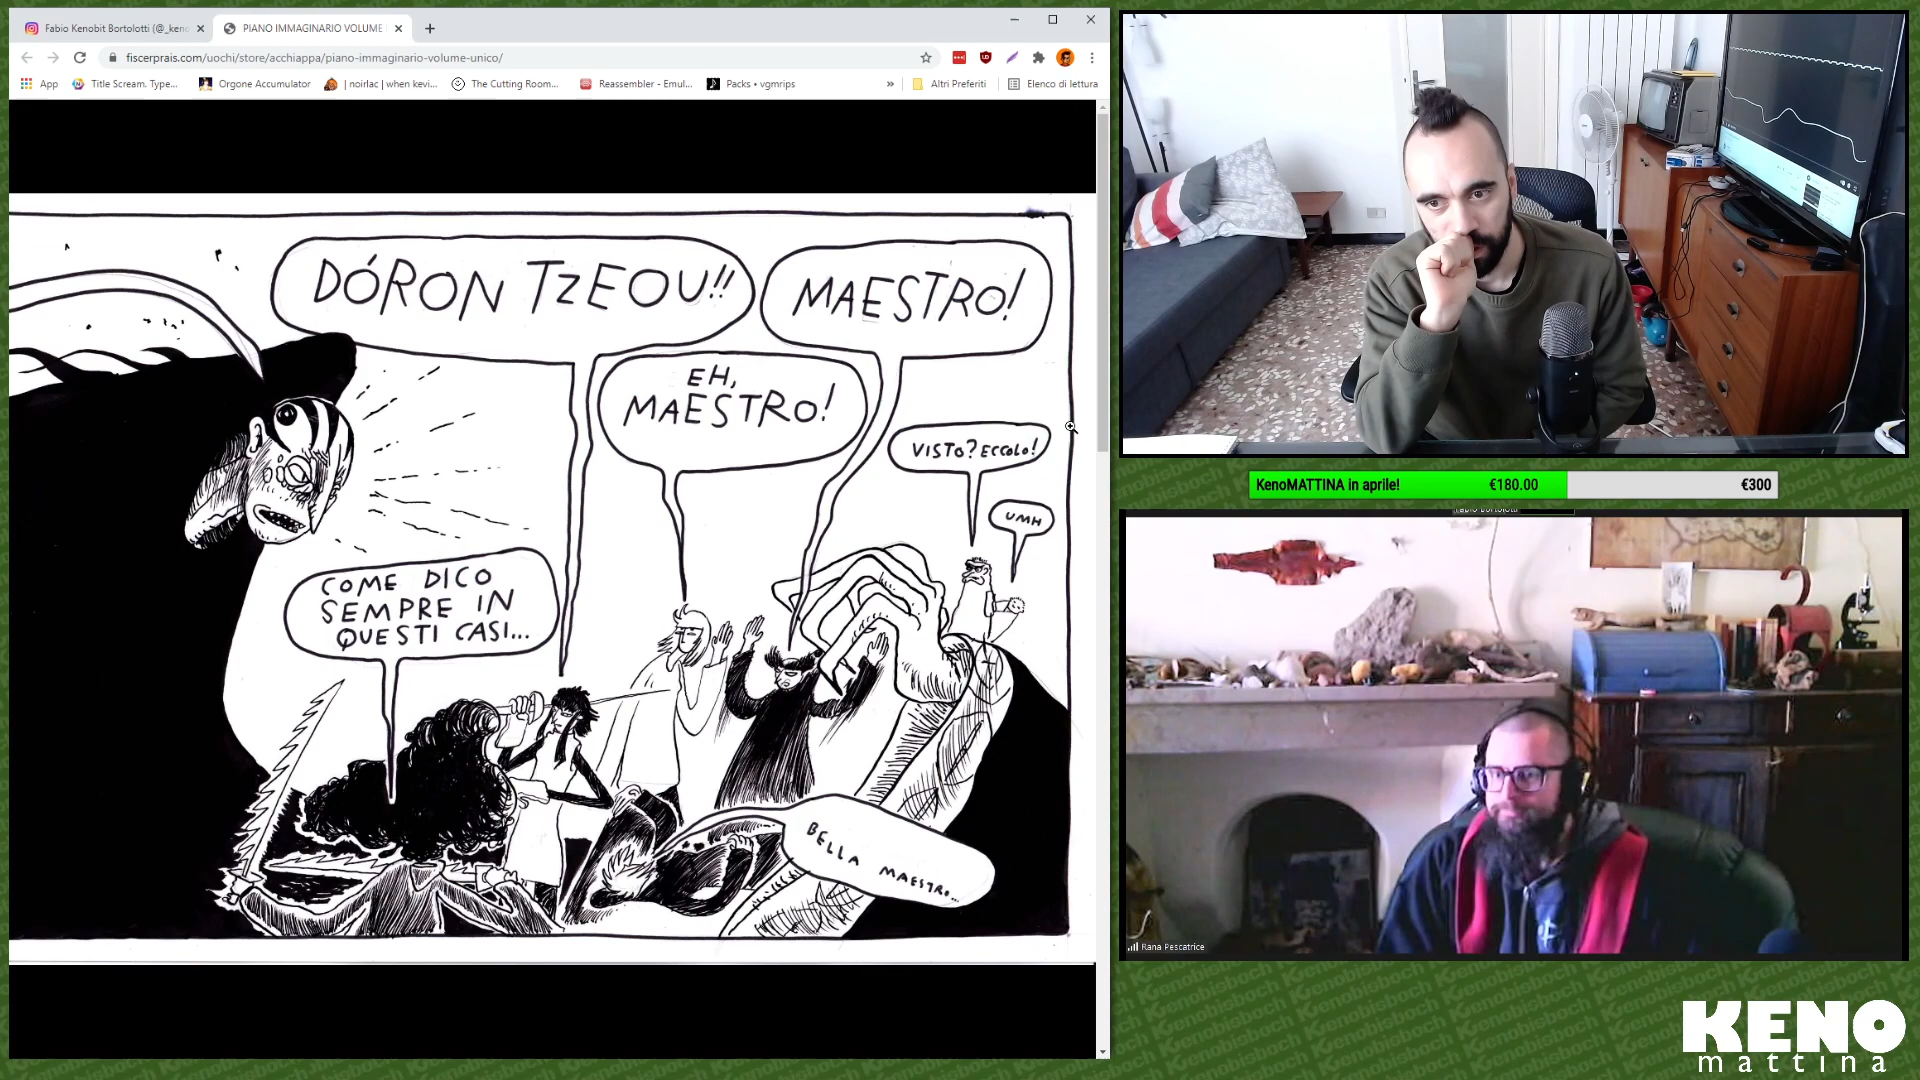 Fabio Kenobit Bortolotti (@_keno
PIANO IMMAGINARIO VOLUME
fiscerprais.com/uochi/store/acchiappa/piano-immaginario-volume-unico/
App
Title Scream. Type...
Orgone Accumulator
| noirlac | when kevi...
The Cutting Room...
Reassembler - Emul...
Packs • vgmrips
»
Altri Preferiti
Elenco di lettura
DÓRON TZEOU!!
MAESTRO!
EH,
MAESTRO!
VISTO? ECCOLO!
UMH
COME DICO
SEMPRE IN
QUESTI CASI...
BELLA MAESTRO...
KenoMATTINA in aprile! €180.00 €300
Fabio Bortolotti
Rana Pescatrice
Kenobisboch
KENO
mattina